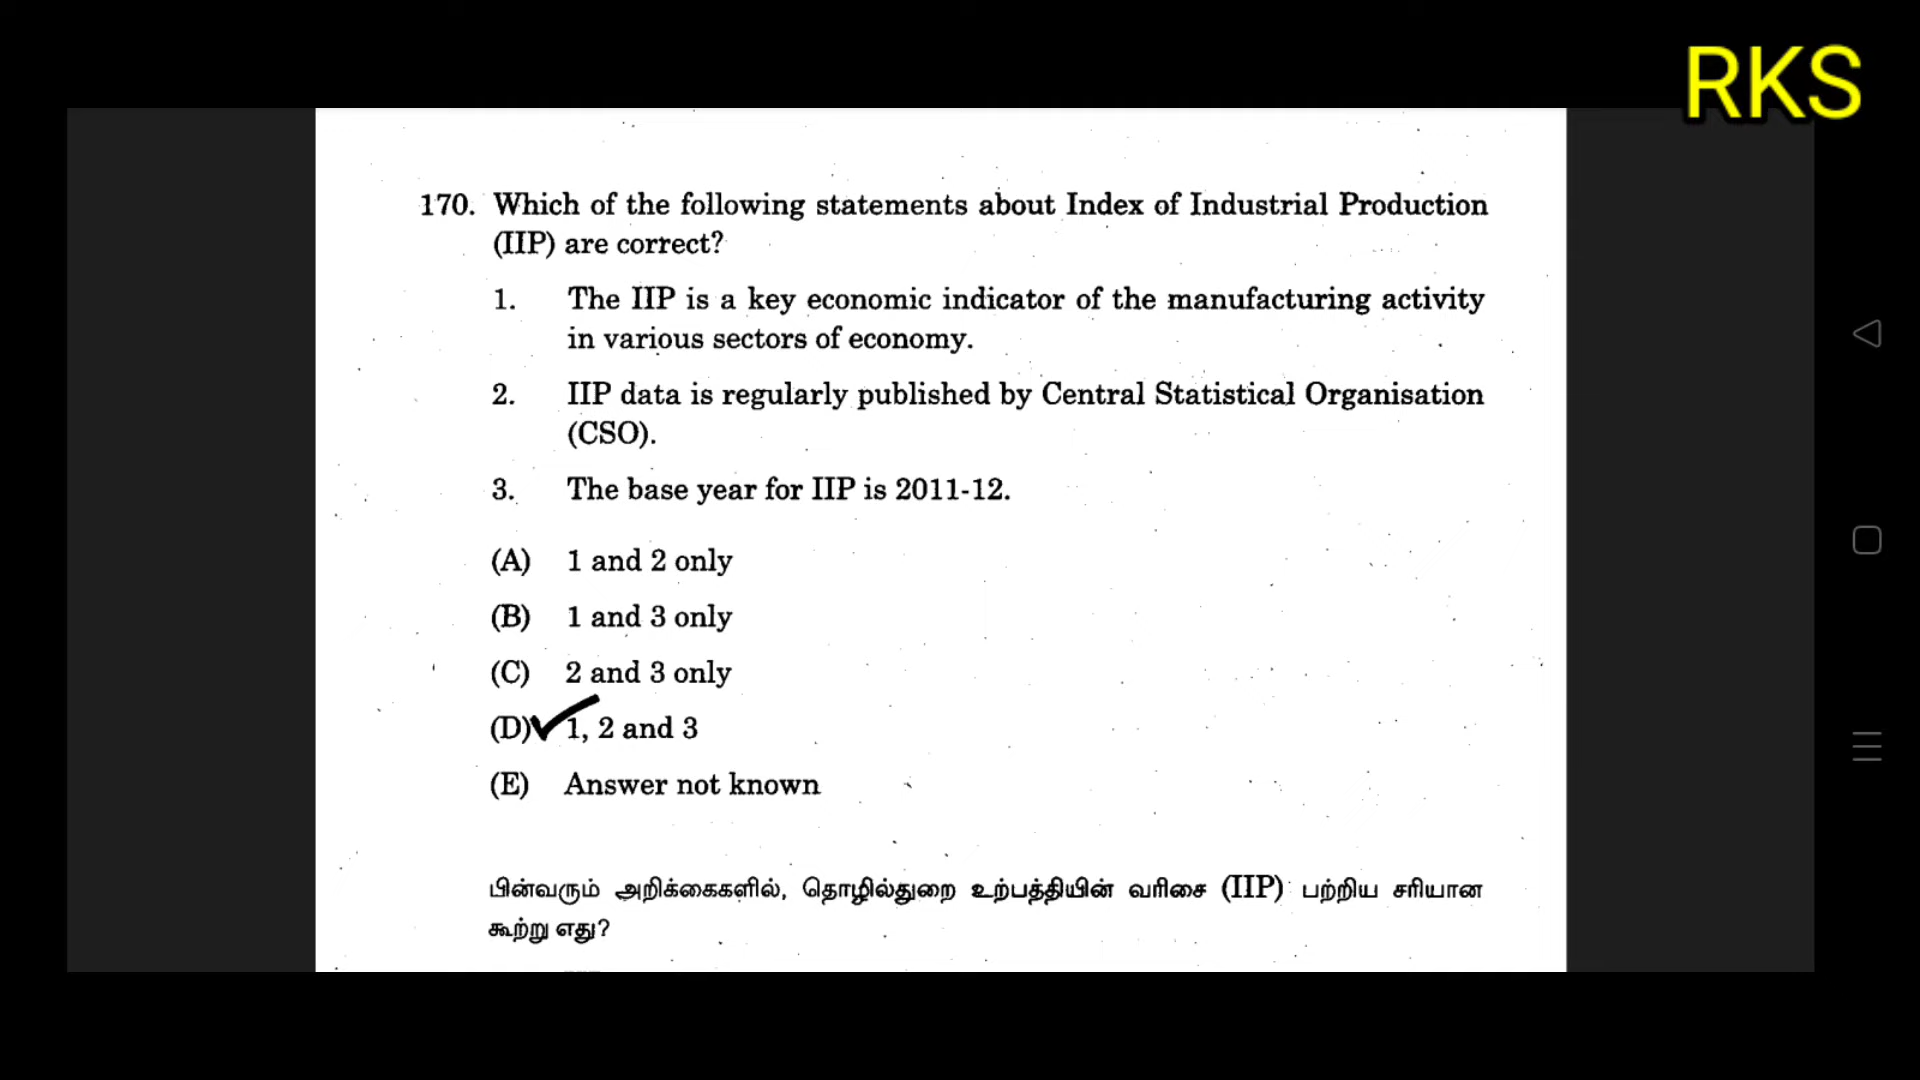 RKS
170. Which of the following statements about Index of Industrial Production
(IIP) are correct?
1. The IIP is a key economic indicator of the manufacturing activity
in various sectors of economy.
2. IIP data is regularly published by Central Statistical Organisation
(CSO).
3. The base year for IIP is 2011-12.
(A) 1 and 2 only
(B) 1 and 3 only
(C) 2 and 3 only
(D) 1, 2 and 3
(E) Answer not known
பின்வரும் அறிக்கைகளில், தொழில்துறை உற்பத்தியின் வரிசை (IIP) பற்றிய சரியான
கூற்று எது?